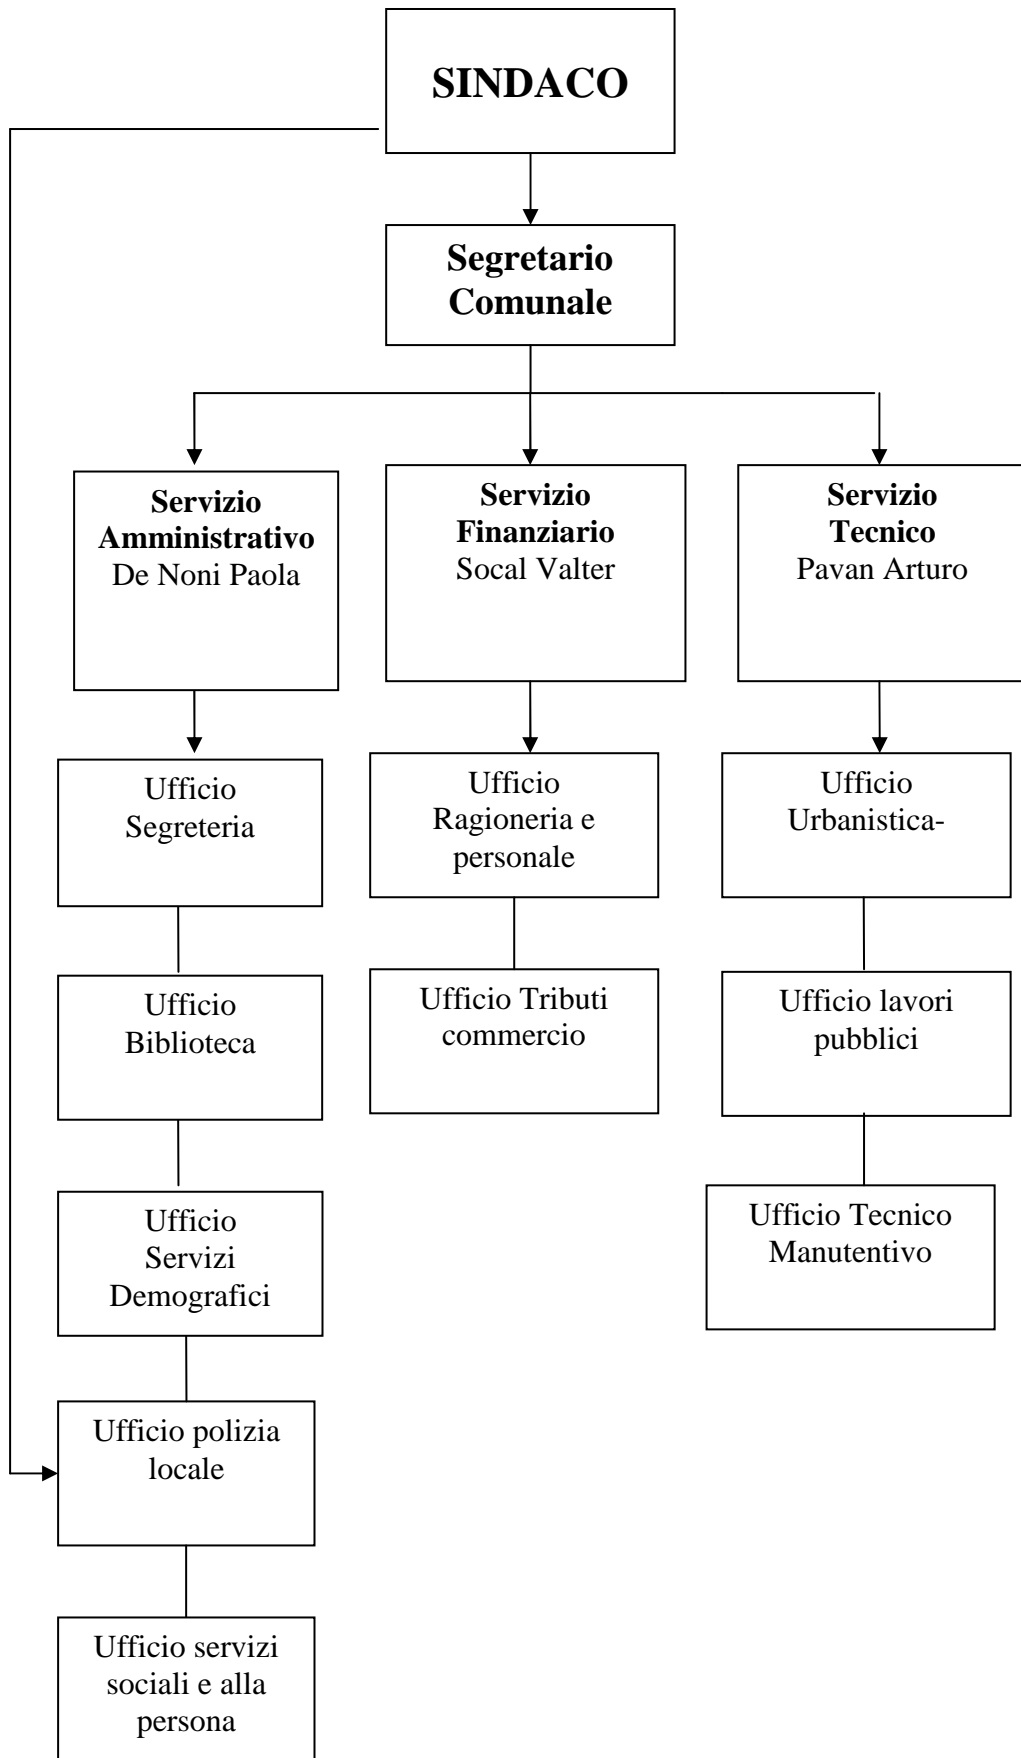 SINDACO
Segretario
Comunale
Servizio
Amministrativo
De Noni Paola
Servizio
Finanziario
Socal Valter
Servizio
Tecnico
Pavan Arturo
Ufficio
Segreteria
Ufficio
Ragioneria e
personale
Ufficio
Urbanistica-
Ufficio
Biblioteca
Ufficio Tributi
commercio
Ufficio lavori
pubblici
Ufficio
Servizi
Demografici
Ufficio Tecnico
Manutentivo
Ufficio polizia
locale
Ufficio servizi
sociali e alla
persona